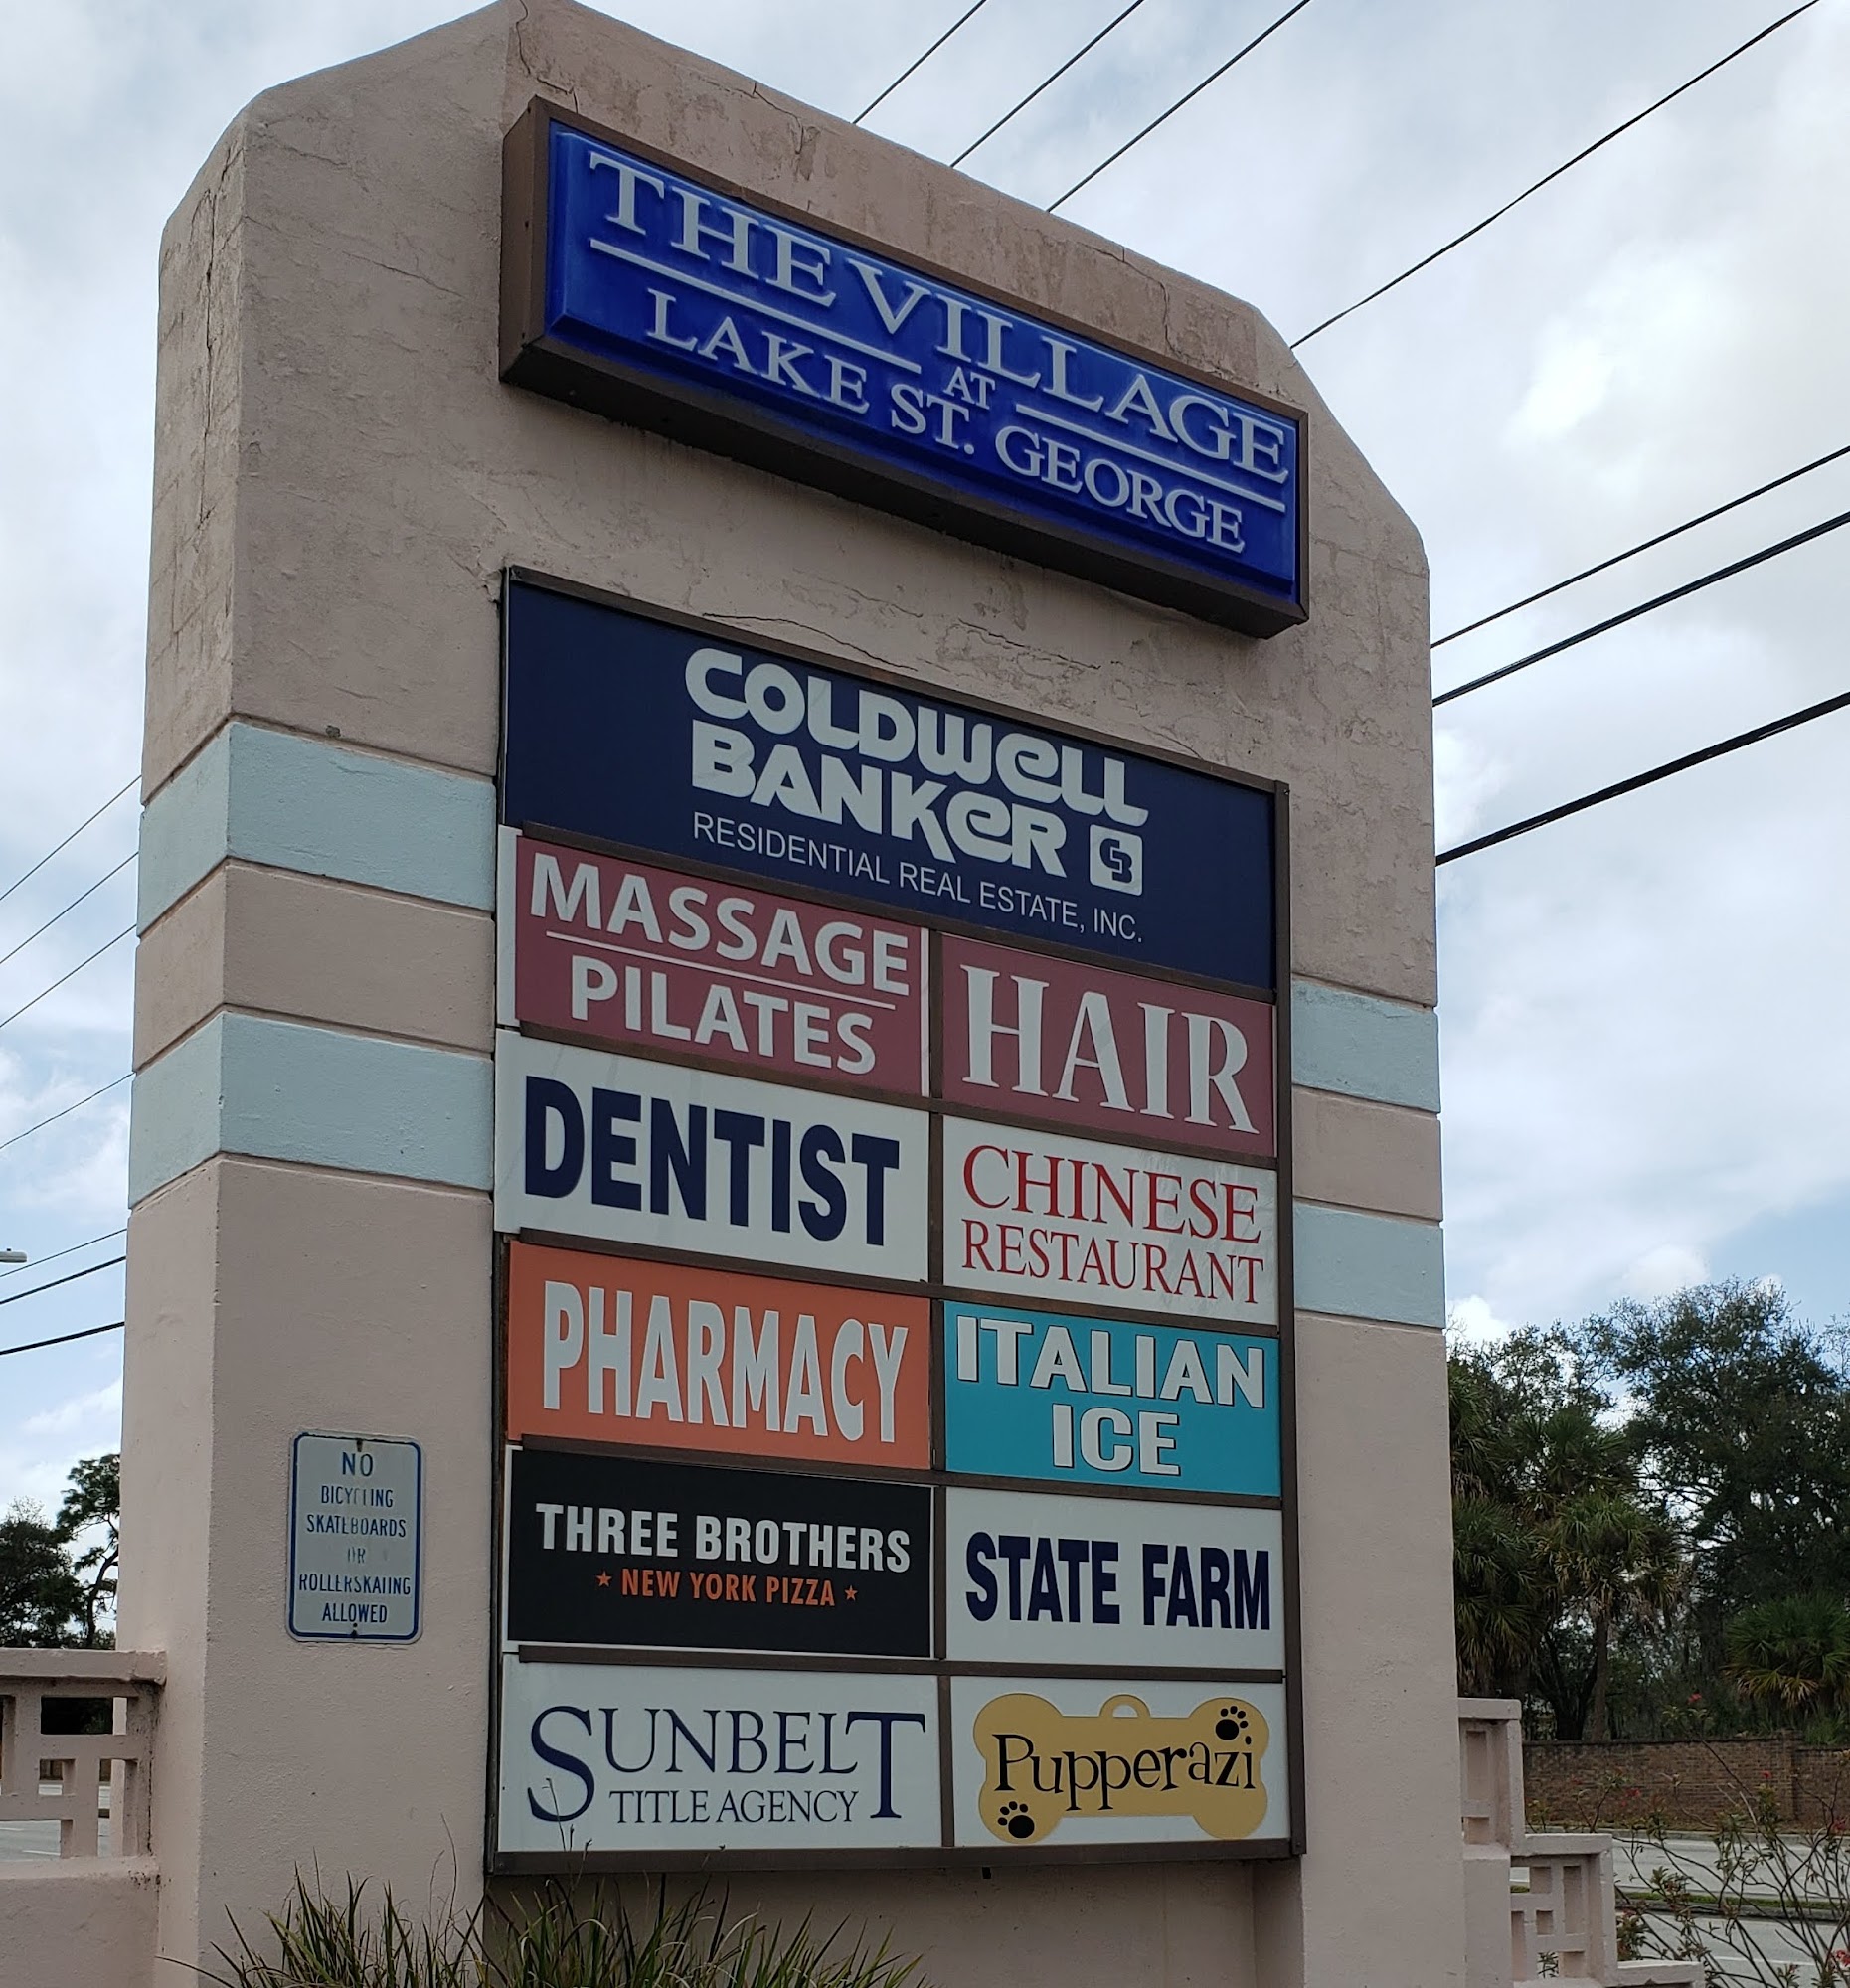 THE VILLAGE
AT
LAKE ST. GEORGE
COLDWELL
BANKER CB
RESIDENTIAL REAL ESTATE, INC.
MASSAGE
PILATES
HAIR
DENTIST
CHINESE
RESTAURANT
PHARMACY
ITALIAN
ICE
THREE BROTHERS
★ NEW YORK PIZZA ★
STATE FARM
SUNBELT
TITLE AGENCY
Pupperazi
NO
BICYCLING
SKATEBOARDS
OR
ROLLERSKATING
ALLOWED